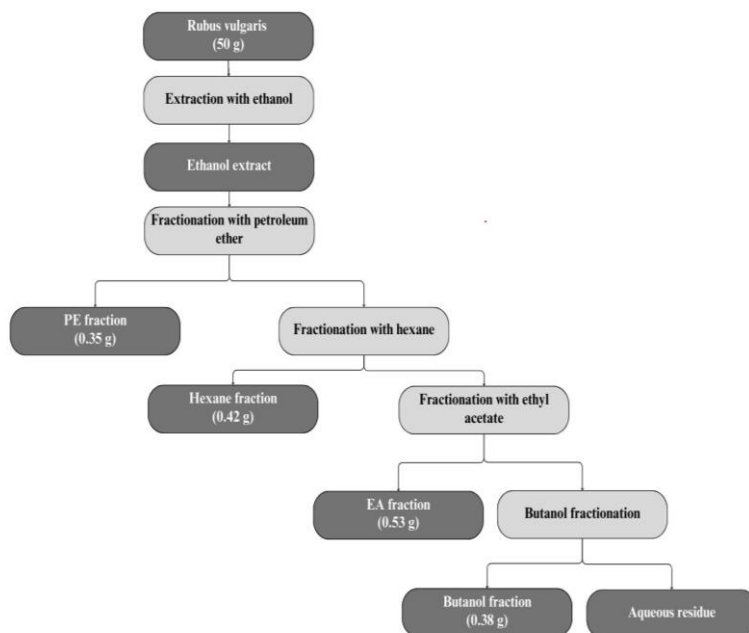 Rubus vulgaris
(50 g)
Extraction with ethanol
Ethanol extract
Fractionation with petroleum
ether
PE fraction
(0.35 g)
Fractionation with hexane
Hexane fraction
(0.42 g)
Fractionation with ethyl
acetate
EA fraction
(0.53 g)
Butanol fractionation
Butanol fraction
(0.38 g)
Aqueous residue